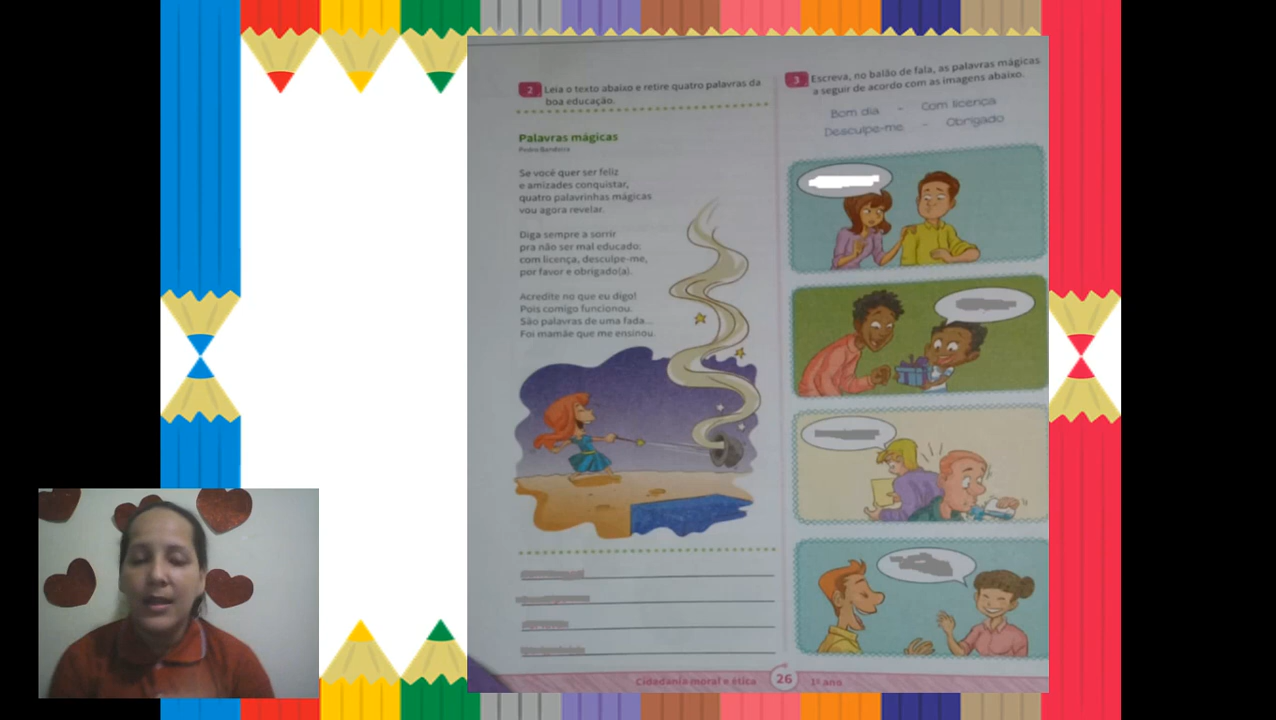 2 Leia o texto abaixo e retire quatro palavras da
boa educação.
Palavras mágicas
Pedro Bandeira
Se você quer ser feliz
e amizades conquistar,
quatro palavrinhas mágicas
vou agora revelar.
Diga sempre a sorrir
pra não ser mal educado:
com licença, desculpe-me,
por favor e obrigado(a).
Acredite no que eu digo!
Pois comigo funcionou.
São palavras de uma fada...
Foi mamãe que me ensinou.
3 Escreva, no balão de fala, as palavras mágicas
a seguir de acordo com as imagens abaixo.
Bom dia - Com licença
Desculpe-me - Obrigado
Cidadania moral e ética 26 1º ano